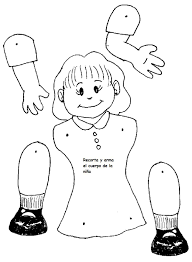 Recorta y arma
el cuerpo de la
niña